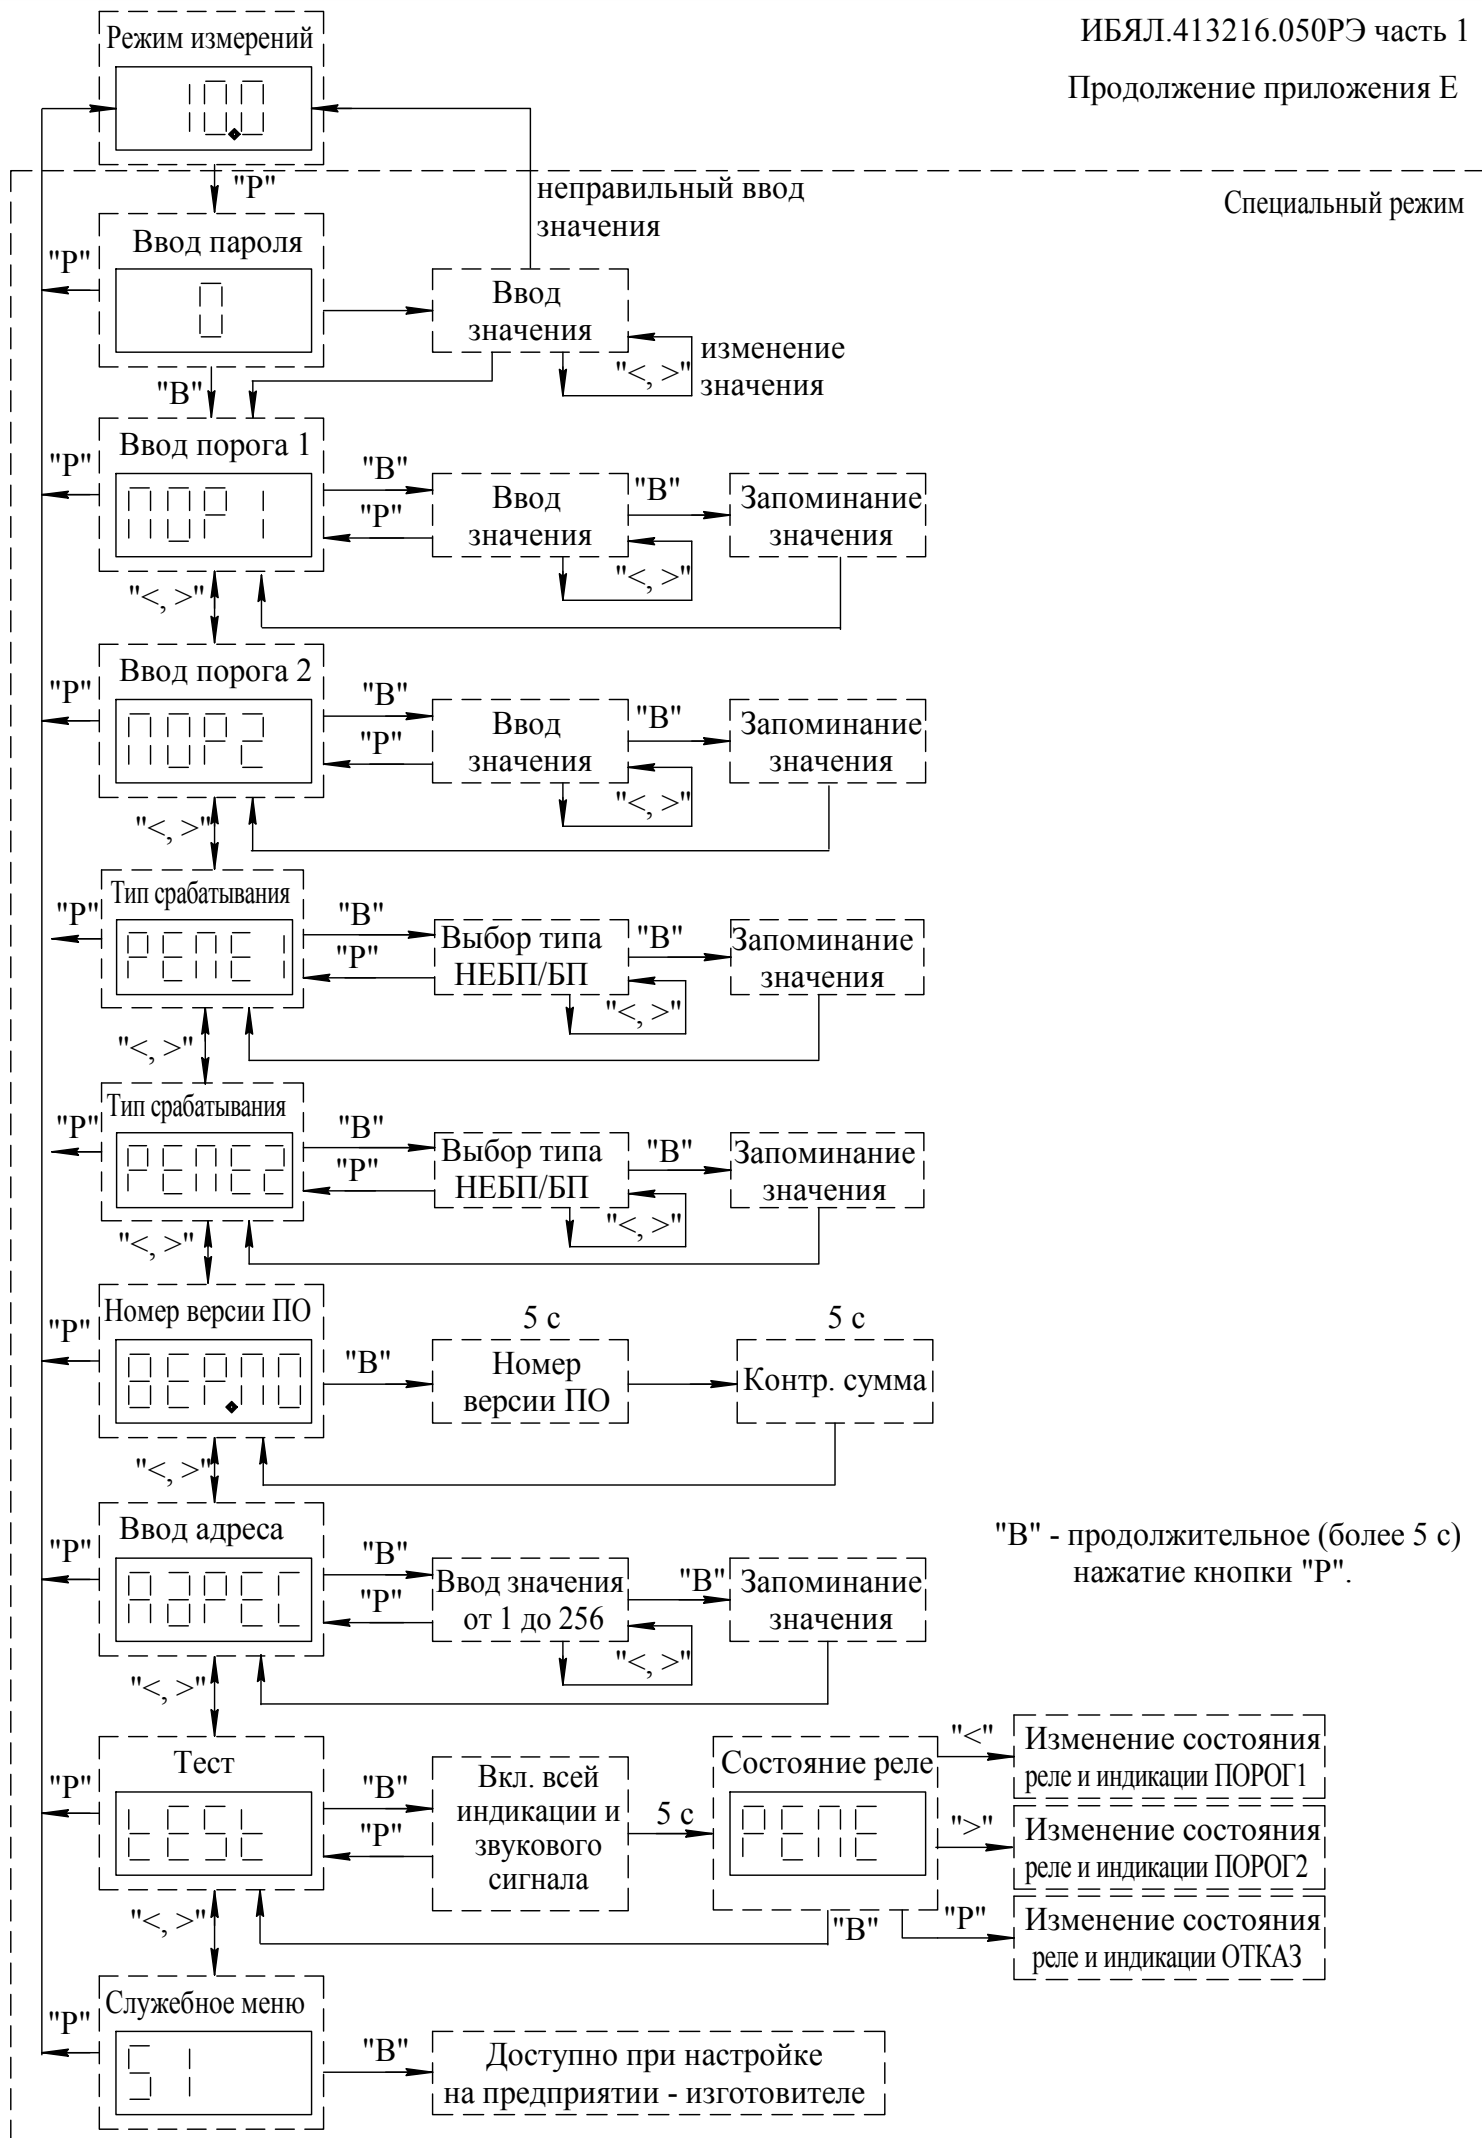 ИБЯЛ.413216.050РЭ часть 1
Продолжение приложения Е
Режим измерений
10.0
"Р"
неправильный ввод
значения
Специальный режим
Ввод пароля
"Р"
0
Ввод
значения
изменение
значения
"<, >"
"В"
Ввод порога 1
"Р"
ПОР1
"В"
"Р"
Ввод
значения
"В"
Запоминание
значения
"<, >"
"<, >"
Ввод порога 2
"Р"
ПОР2
"В"
"Р"
Ввод
значения
"В"
Запоминание
значения
"<, >"
"<, >"
Тип срабатывания
"Р"
РЕПЕ1
"В"
"Р"
Выбор типа
НЕБП/БП
"В"
Запоминание
значения
"<, >"
"<, >"
Тип срабатывания
"Р"
РЕПЕ2
"В"
"Р"
Выбор типа
НЕБП/БП
"В"
Запоминание
значения
"<, >"
"<, >"
Номер версии ПО
"Р"
ВЕР.ПО
"В"
5 с
Номер
версии ПО
5 с
Контр. сумма
"<, >"
Ввод адреса
"Р"
АдРЕС
"В"
"Р"
Ввод значения
от 1 до 256
"В"
Запоминание
значения
"<, >"
"В" - продолжительное (более 5 с)
нажатие кнопки "Р".
"<, >"
Тест
"Р"
tESt
"В"
"Р"
Вкл. всей
индикации и
звукового
сигнала
5 с
Состояние реле
РЕПЕ
"<"
Изменение состояния
реле и индикации ПОРОГ1
">"
Изменение состояния
реле и индикации ПОРОГ2
"Р"
Изменение состояния
реле и индикации ОТКАЗ
"В"
"<, >"
Служебное меню
"Р"
S1
"В"
Доступно при настройке
на предприятии - изготовителе